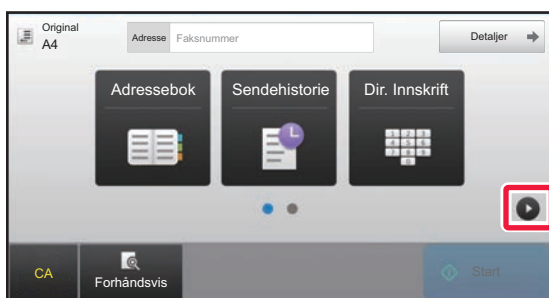 Original
A4
Adresse Faksnummer
Detaljer
Adressebok Sendehistorie Dir. Innskrift
CA
Forhåndsvis
Start